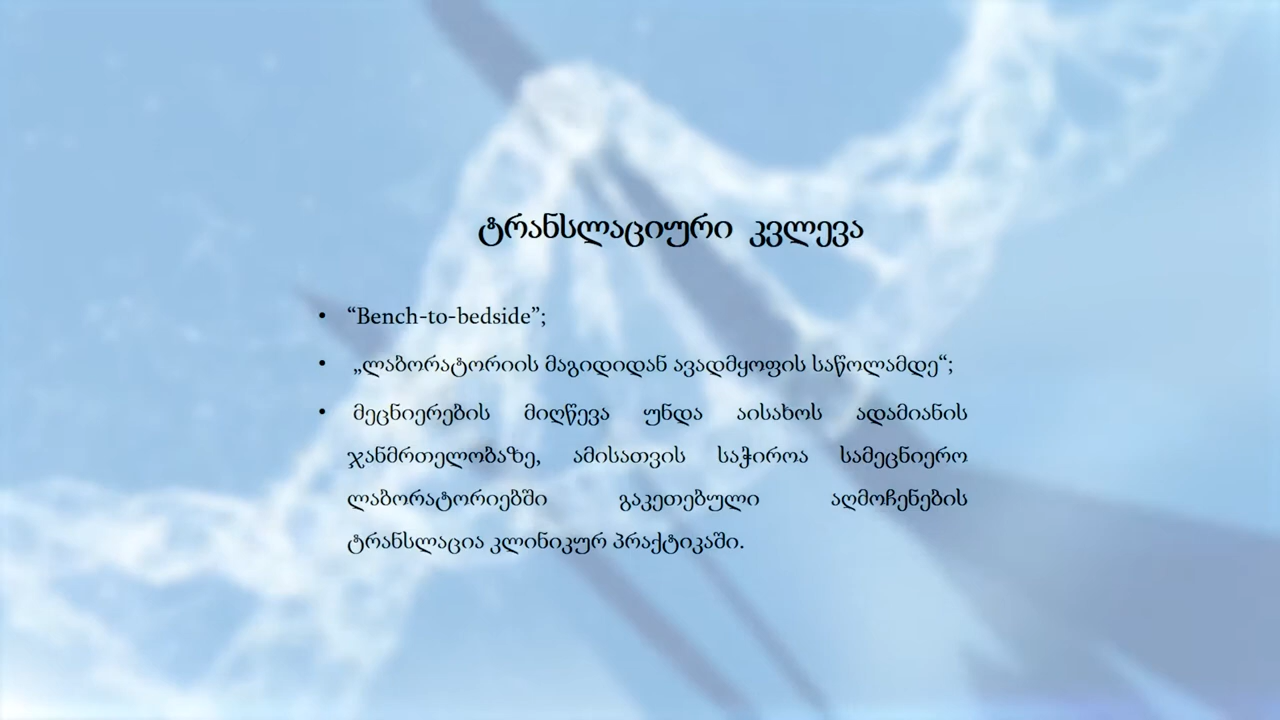 ტრანსლაციური კვლევა
• “Bench-to-bedside”;
• „ლაბორატორიის მაგიდიდან ავადმყოფის საწოლამდე“;
• მეცნიერების მიღწევა უნდა აისახოს ადამიანის
ჯანმრთელობაზე, ამისათვის საჭიროა სამეცნიერო
ლაბორატორიებში გაკეთებული აღმოჩენების
ტრანსლაცია კლინიკურ პრაქტიკაში.